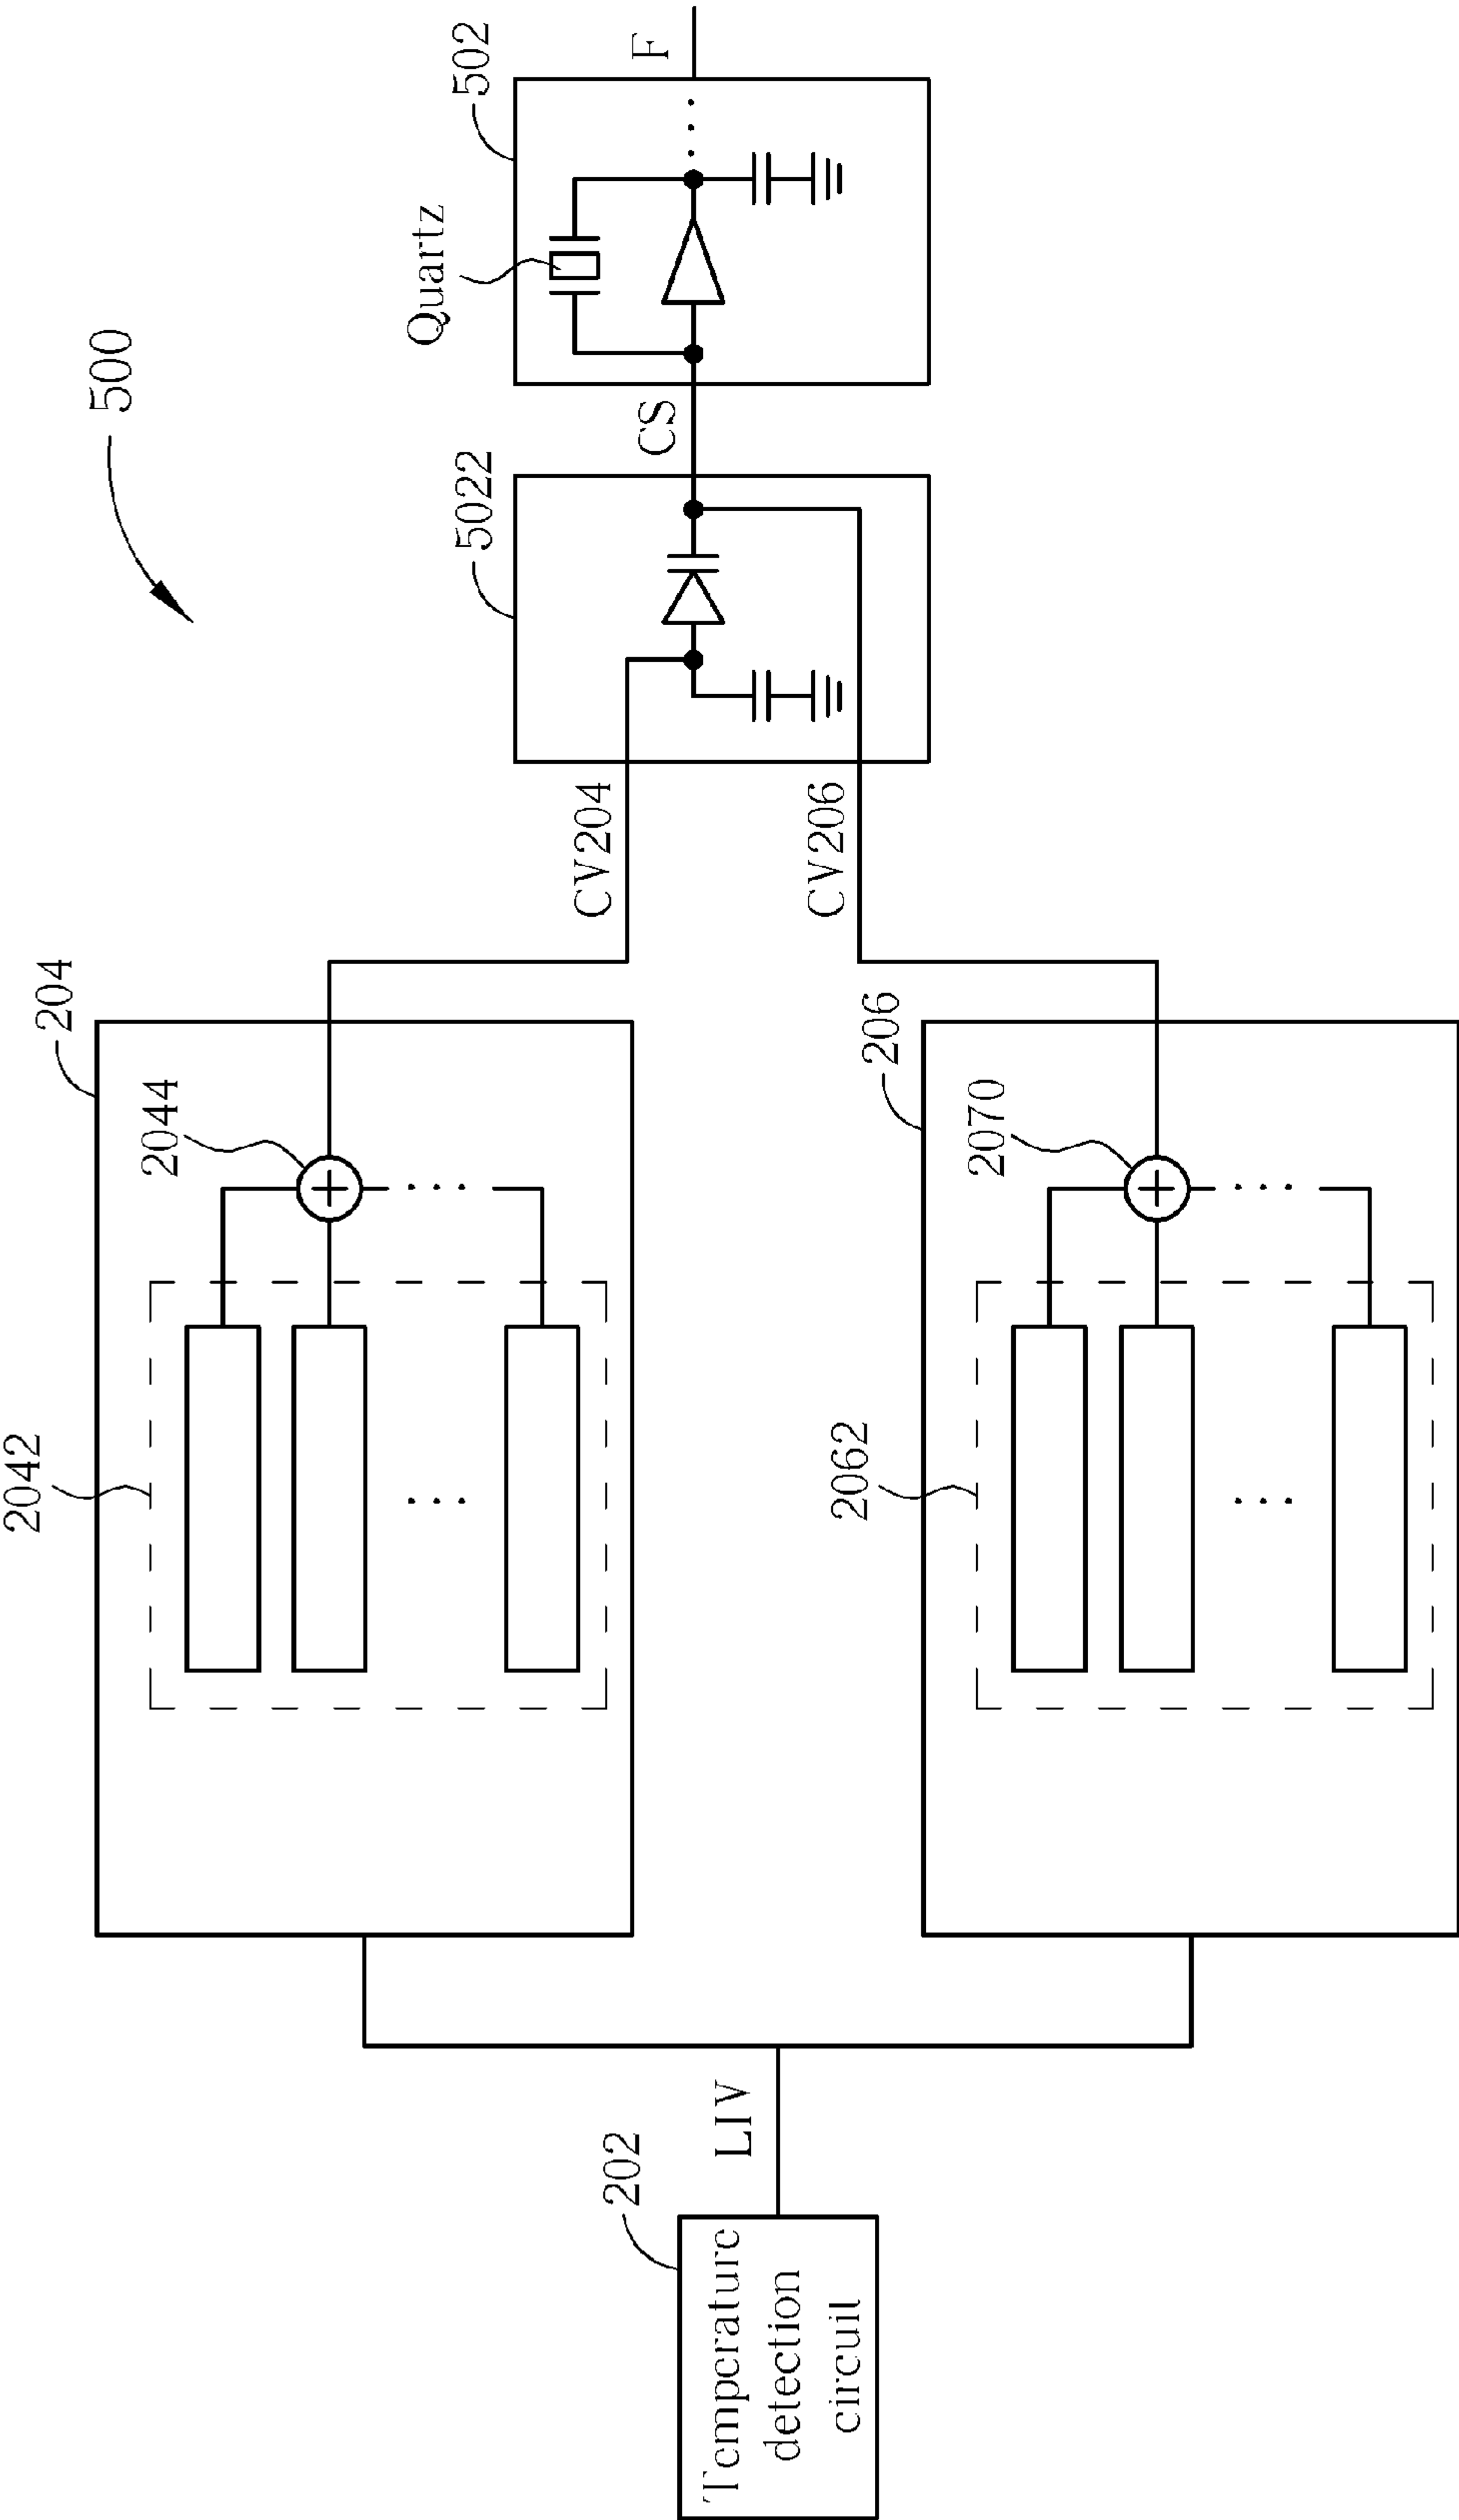 500
Temperature
detection
circuit
202
LIV
2042
2044
204
2062
2070
206
CV204
CV206
5022
CS
Quartz
502
F